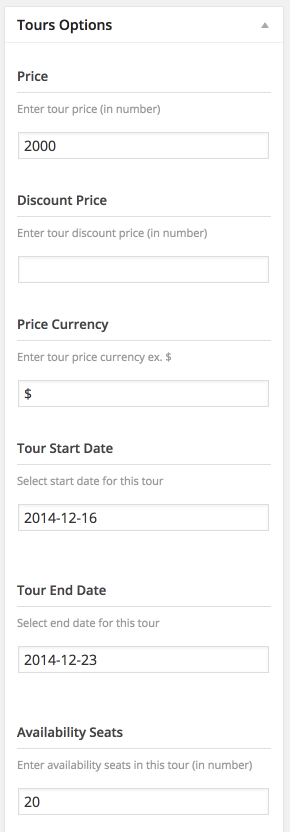 Tours Options
Price
Enter tour price (in number)
2000
Discount Price
Enter tour discount price (in number)
Price Currency
Enter tour price currency ex. $
$
Tour Start Date
Select start date for this tour
2014-12-16
Tour End Date
Select end date for this tour
2014-12-23
Availability Seats
Enter availability seats in this tour (in number)
20